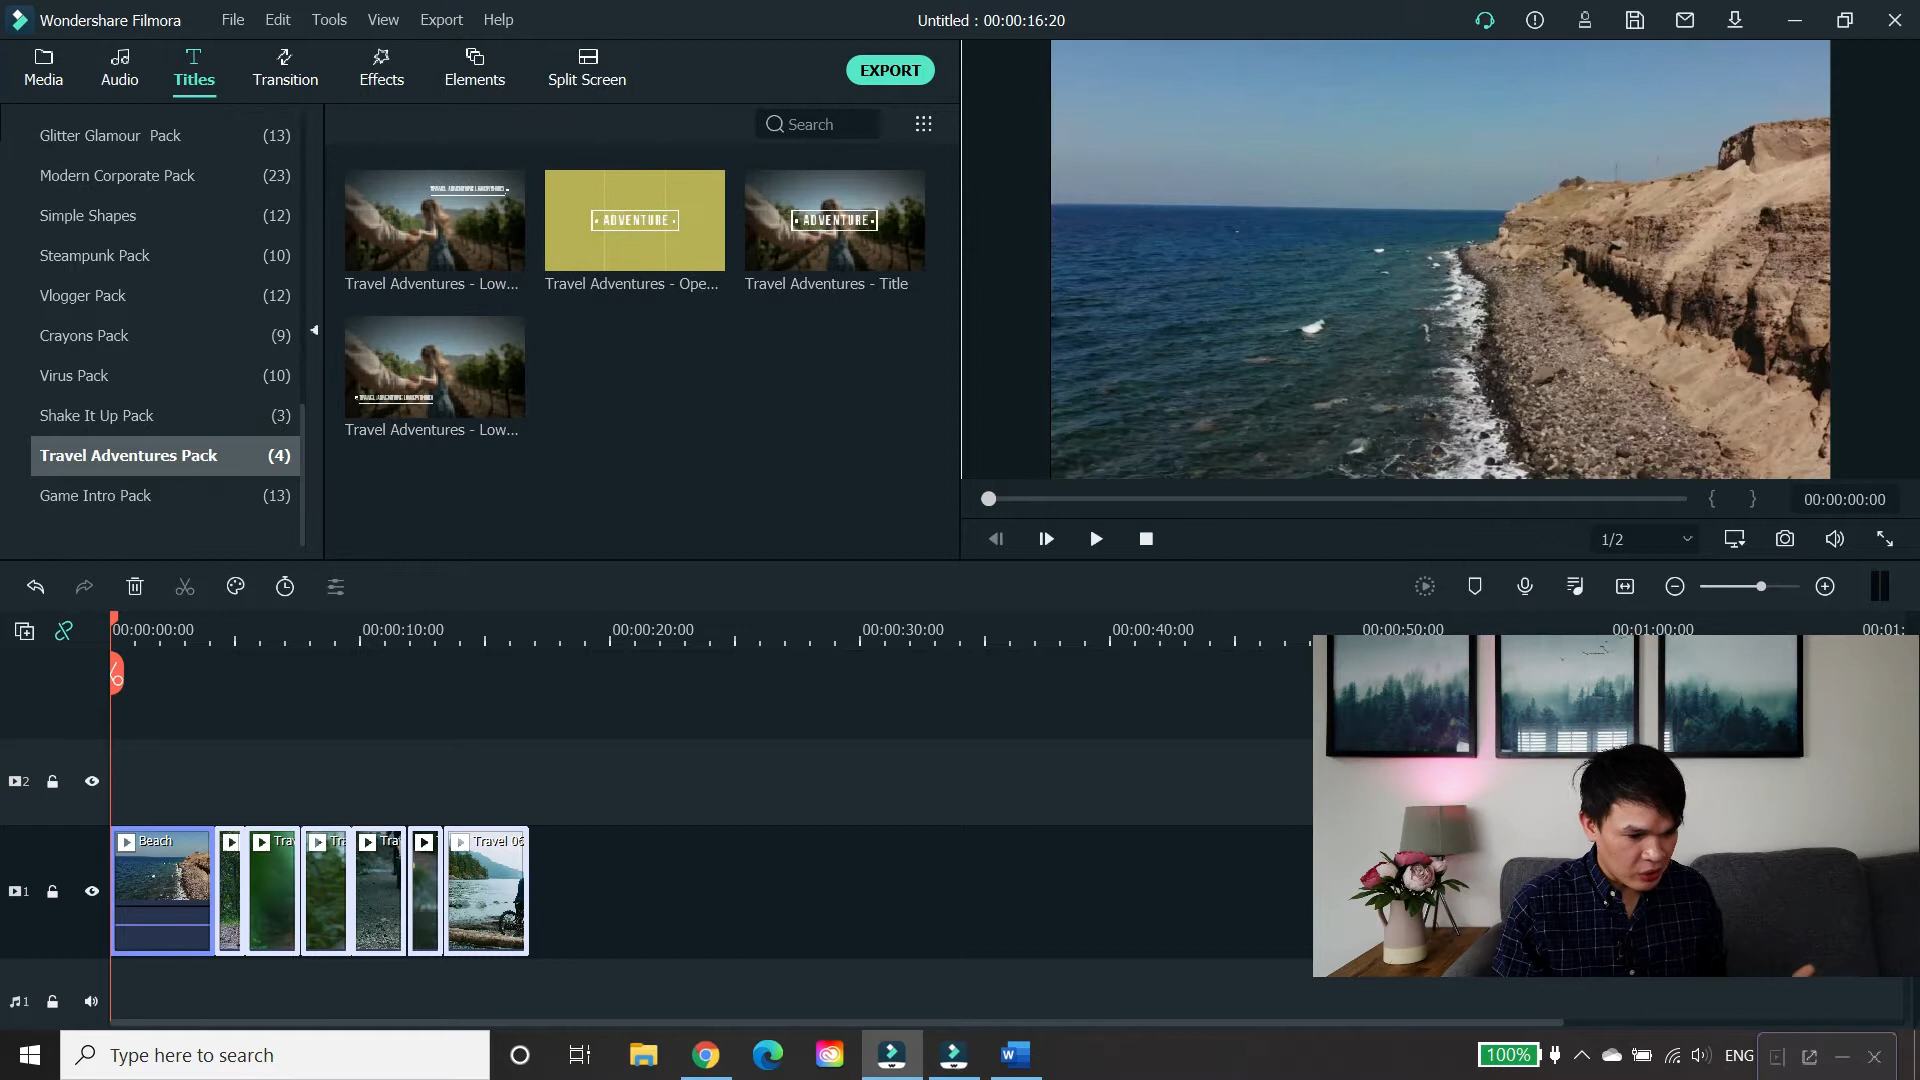 Wondershare Filmora
File Edit Tools View Export Help
Untitled : 00:00:16:20
Media Audio Titles Transition Effects Elements Split Screen
EXPORT
Glitter Glamour Pack (13)
Modern Corporate Pack (23)
Simple Shapes (12)
Steampunk Pack (10)
Vlogger Pack (12)
Crayons Pack (9)
Virus Pack (10)
Shake It Up Pack (3)
Travel Adventures Pack (4)
Game Intro Pack (13)
Search
ADVENTURE
ADVENTURE
Travel Adventures - Low...
Travel Adventures - Ope...
Travel Adventures - Title
Travel Adventures - Low...
00:00:00:00
1/2
00:00:00:00 00:00:10:00 00:00:20:00 00:00:30:00 00:00:40:00 00:00:50:00 00:01:00:00 00:01:
2
Beach Tra Tra Tra Travel 06
1
1
Type here to search
100%
ENG